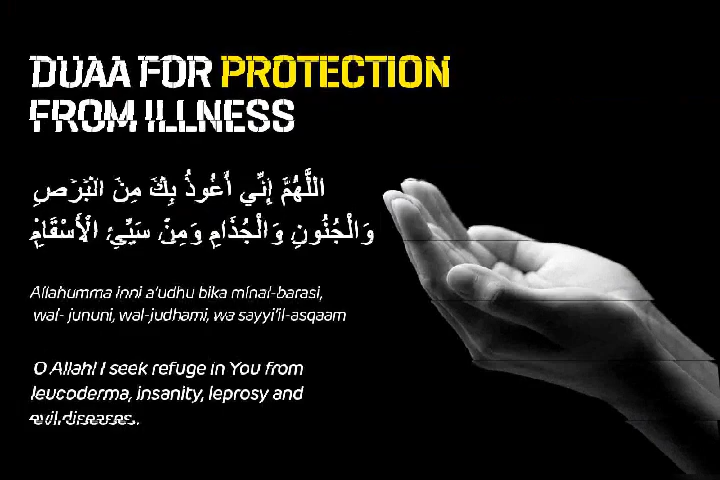 DUAA FOR PROTECTION
FROM ILLNESS
اللَّهُمَّ إِنِّي أَعُوذُ بِكَ مِنَ الْبَرَصِ
وَالْجُنُونِ وَالْجُذَامِ وَمِنْ سَيِّئِ الْأَسْقَامِ
Allahumma inni a'udhu bika minal-barasi,
wal- jununi, wal-judhami, wa sayyi'il-asqaam
O Allah! I seek refuge in You from
leucoderma, insanity, leprosy and
evil diseases.